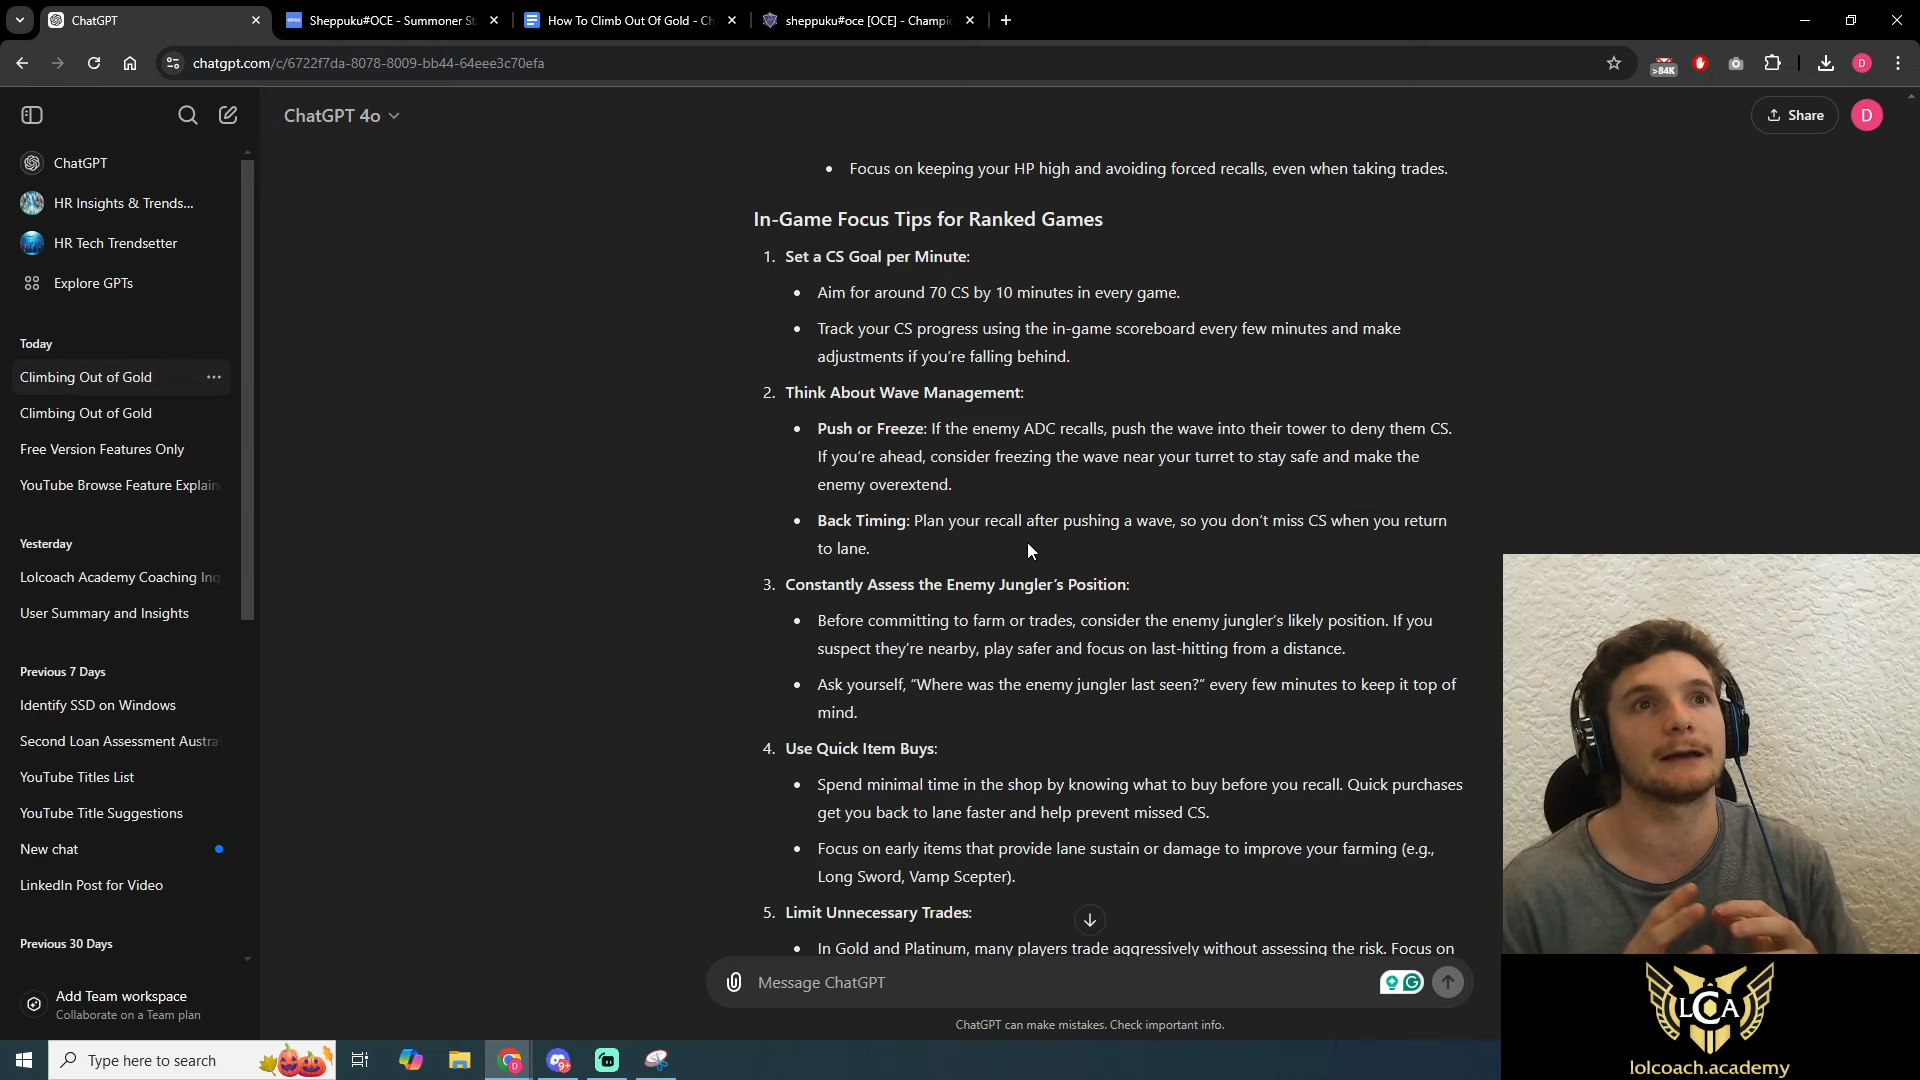 ChatGPT
Sheppuku#OCE - Summoner St
How To Climb Out Of Gold - Ch
sheppuku#oce [OCE] - Champio
chatgpt.com/c/6722f7da-8078-8009-bb44-64eee3c70efa
>84K
D
ChatGPT 4o
Share
D
ChatGPT
HR Insights & Trends...
HR Tech Trendsetter
Explore GPTs
Today
Climbing Out of Gold
Climbing Out of Gold
Free Version Features Only
YouTube Browse Feature Explain
Yesterday
Lolcoach Academy Coaching Inq
User Summary and Insights
Previous 7 Days
Identify SSD on Windows
Second Loan Assessment Austra
YouTube Titles List
YouTube Title Suggestions
New chat
LinkedIn Post for Video
Previous 30 Days
Add Team workspace
Collaborate on a Team plan
• Focus on keeping your HP high and avoiding forced recalls, even when taking trades.
In-Game Focus Tips for Ranked Games
1. Set a CS Goal per Minute:
• Aim for around 70 CS by 10 minutes in every game.
• Track your CS progress using the in-game scoreboard every few minutes and make
adjustments if you’re falling behind.
2. Think About Wave Management:
• Push or Freeze: If the enemy ADC recalls, push the wave into their tower to deny them CS.
If you’re ahead, consider freezing the wave near your turret to stay safe and make the
enemy overextend.
• Back Timing: Plan your recall after pushing a wave, so you don’t miss CS when you return
to lane.
3. Constantly Assess the Enemy Jungler’s Position:
• Before committing to farm or trades, consider the enemy jungler’s likely position. If you
suspect they’re nearby, play safer and focus on last-hitting from a distance.
• Ask yourself, “Where was the enemy jungler last seen?” every few minutes to keep it top of
mind.
4. Use Quick Item Buys:
• Spend minimal time in the shop by knowing what to buy before you recall. Quick purchases
get you back to lane faster and help prevent missed CS.
• Focus on early items that provide lane sustain or damage to improve your farming (e.g.,
Long Sword, Vamp Scepter).
5. Limit Unnecessary Trades:
• In Gold and Platinum, many players trade aggressively without assessing the risk. Focus on
Message ChatGPT
ChatGPT can make mistakes. Check important info.
Type here to search
9+
LCA
lolcoach.academy